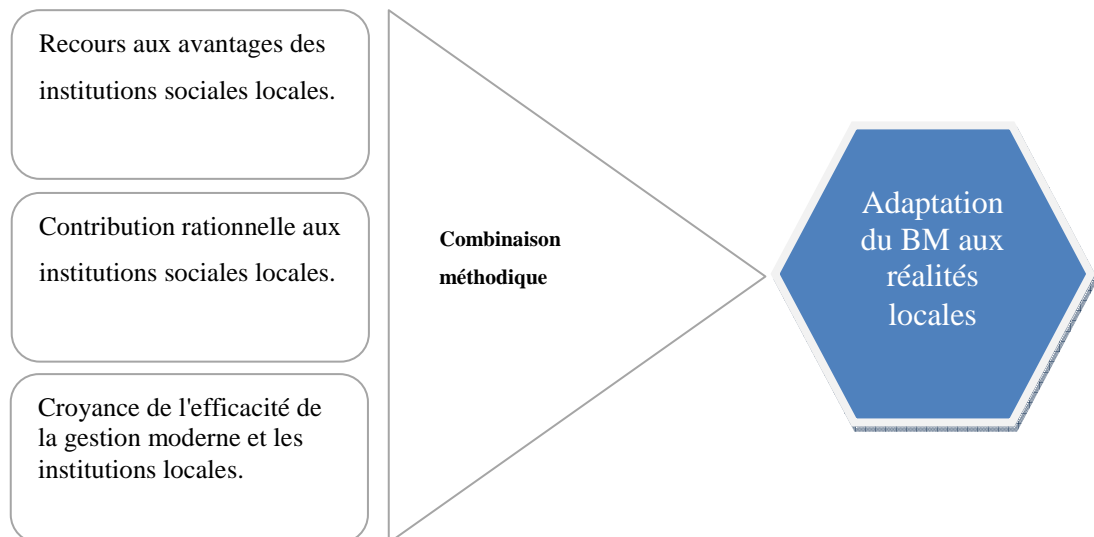 Recours aux avantages des
institutions sociales locales.
Contribution rationnelle aux
institutions sociales locales.
Croyance de l'efficacité de
la gestion moderne et les
institutions locales.
Combinaison
méthodique
Adaptation
du BM aux
réalités
locales